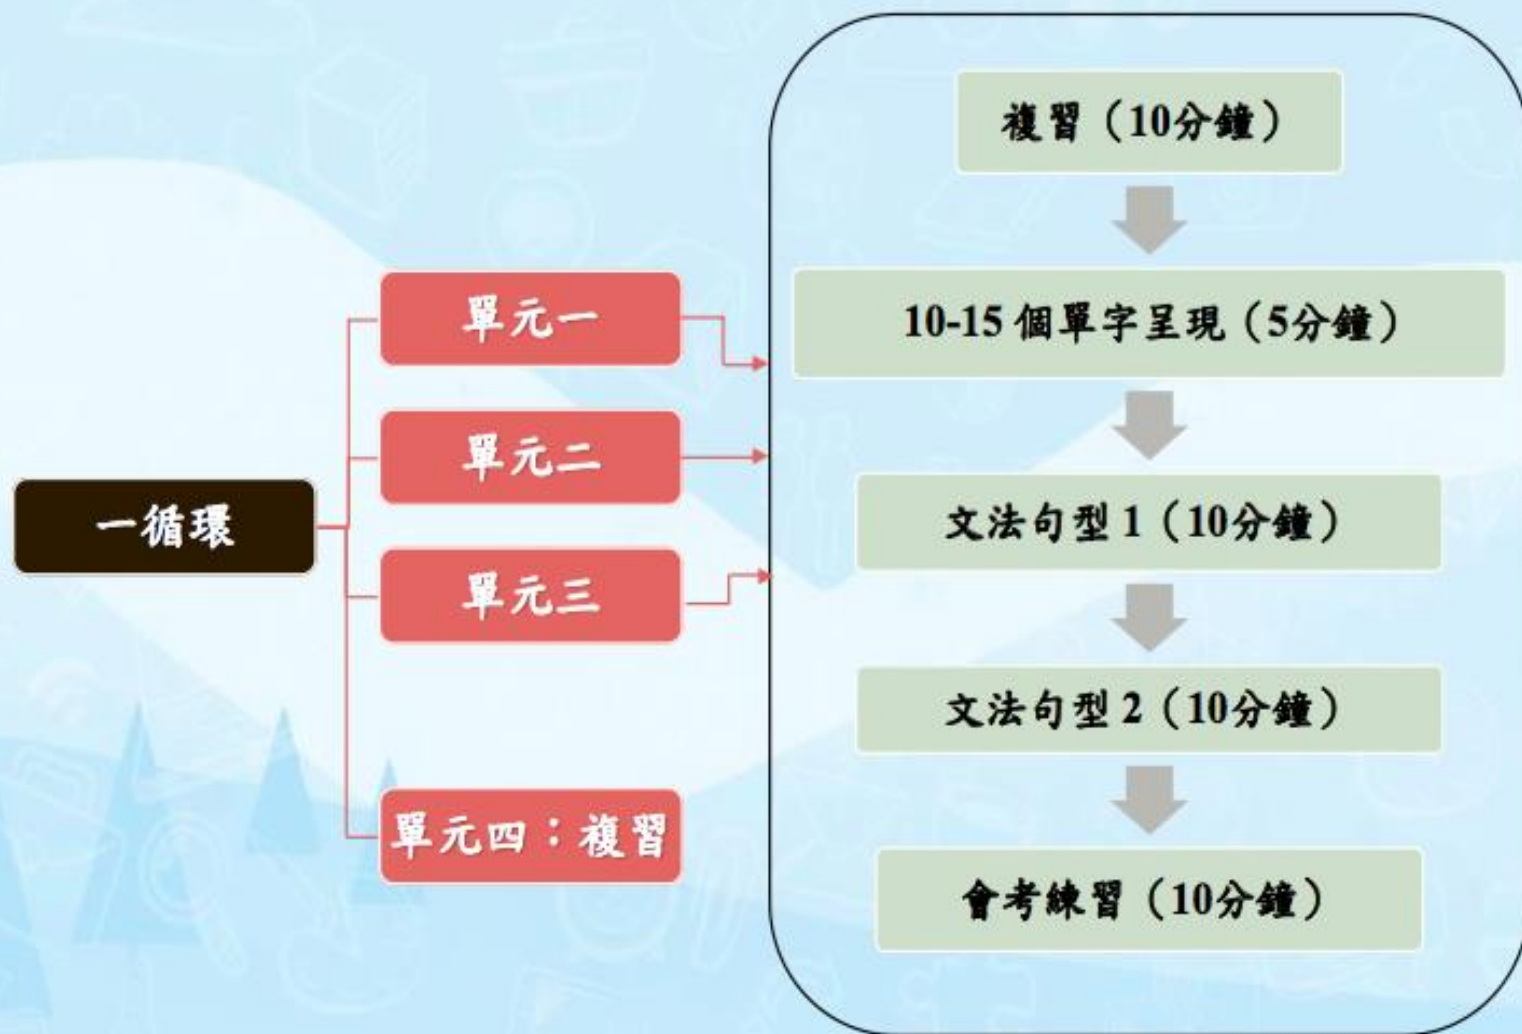 一循環
單元一
單元二
單元三
單元四：複習
複習（10分鐘）
10-15 個單字呈現（5分鐘）
文法句型 1（10分鐘）
文法句型 2（10分鐘）
會考練習（10分鐘）